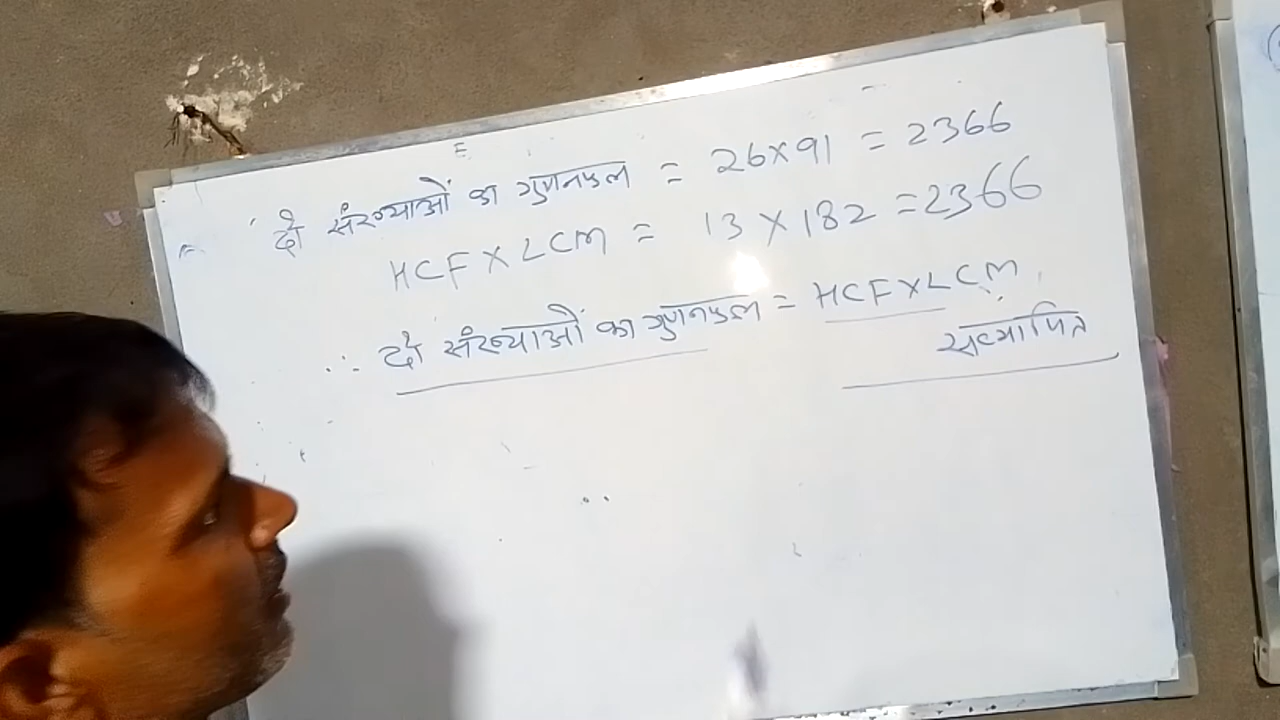 दो संख्याओं का गुणनफल = 26×91 = 2366
HCF × LCM = 13 × 182 = 2366
∴ दो संख्याओं का गुणनफल = HCF×LCM
सत्यापित